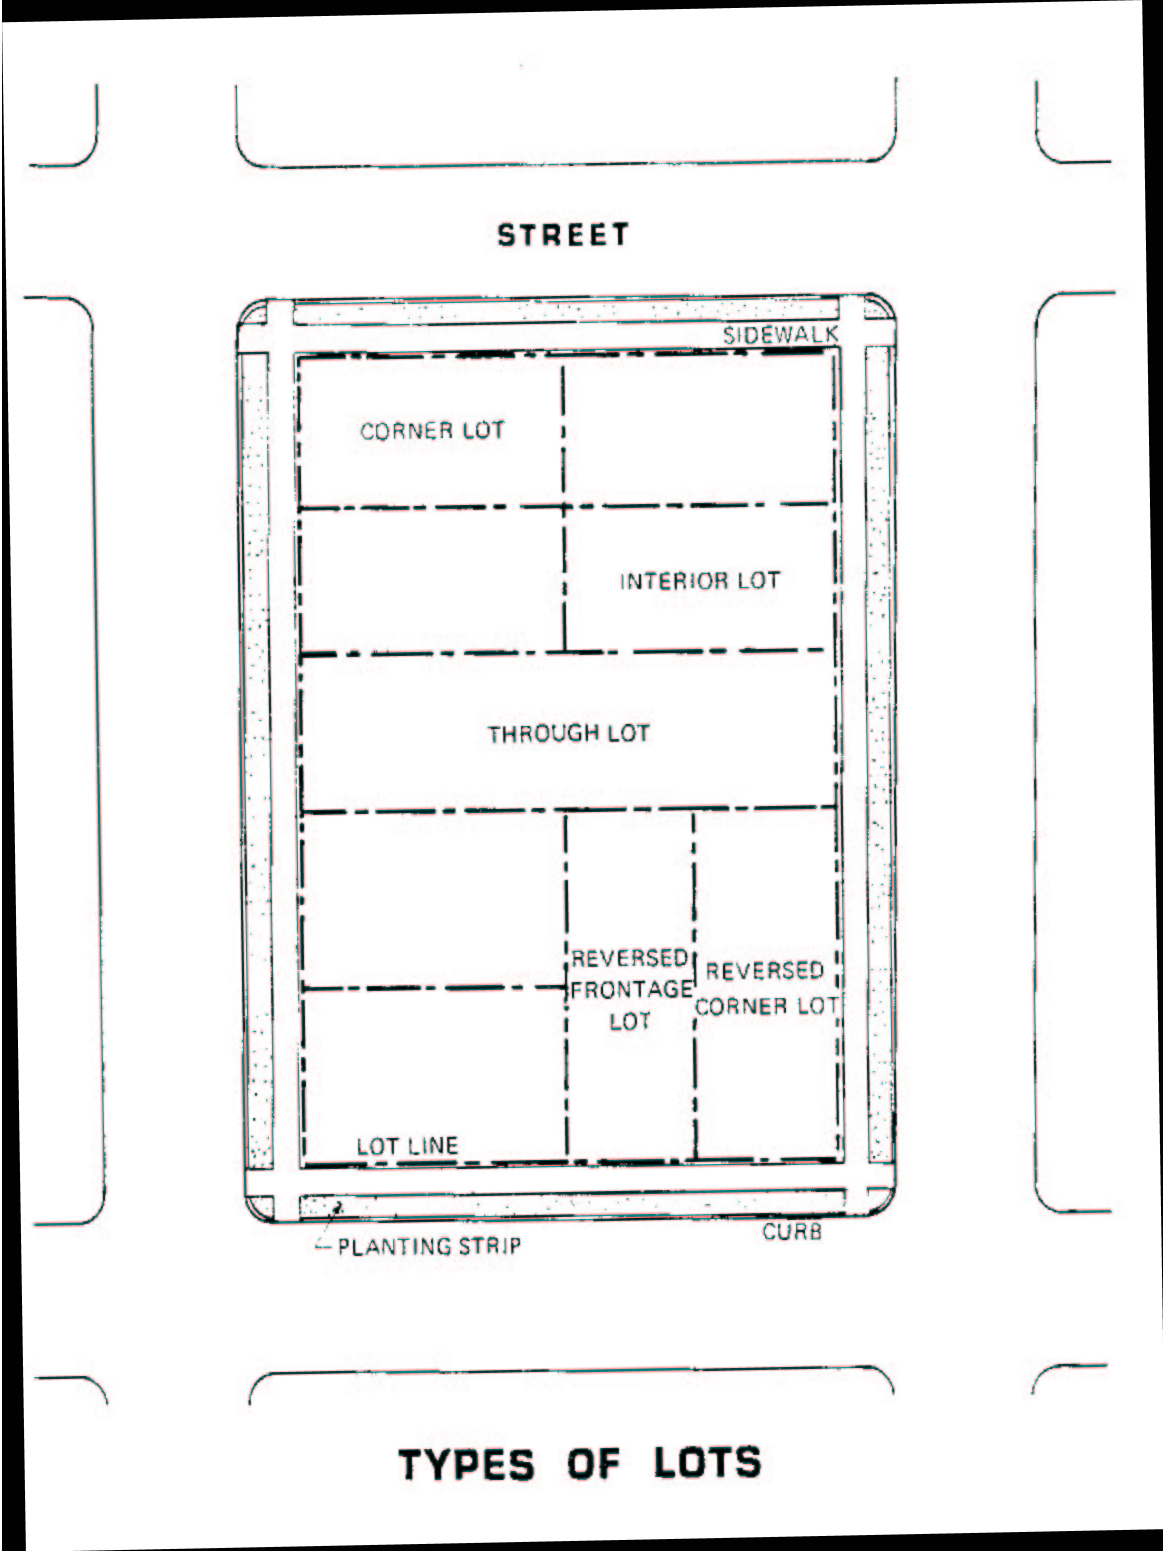 STREET
SIDEWALK
CORNER LOT
INTERIOR LOT
THROUGH LOT
REVERSED
FRONTAGE
LOT
REVERSED
CORNER LOT
LOT LINE
PLANTING STRIP
CURB
TYPES OF LOTS